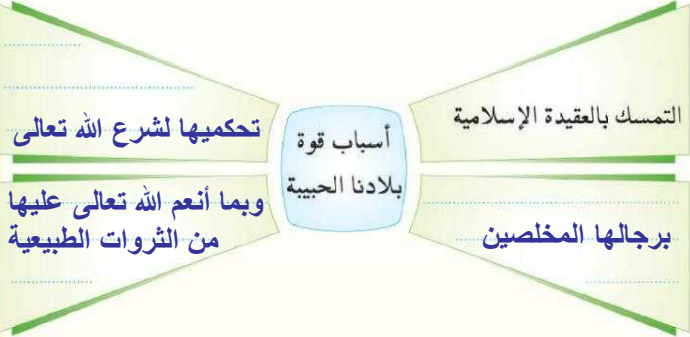 التمسك بالعقيدة الإسلامية
أسباب قوة
بلادنا الحبيبة
تحكميها لشرع الله تعالى
برجالها المخلصين
وبما أنعم الله تعالى عليها
من الثروات الطبيعية